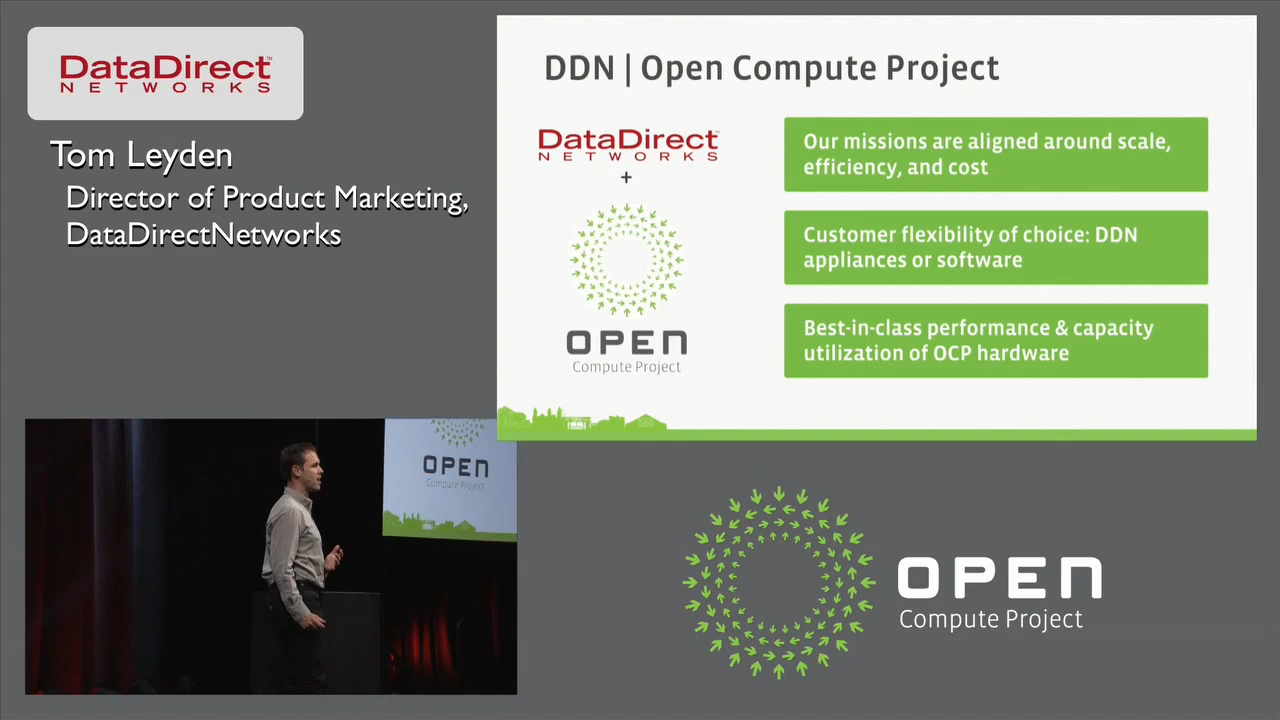 DataDirect™
NETWORKS
Tom Leyden
Director of Product Marketing,
DataDirectNetworks
DDN | Open Compute Project
DataDirect™
NETWORKS
+
OPEN
Compute Project
Our missions are aligned around scale,
efficiency, and cost
Customer flexibility of choice: DDN
appliances or software
Best-in-class performance & capacity
utilization of OCP hardware
OPEN
Compute Project
OPEN
Compute Project